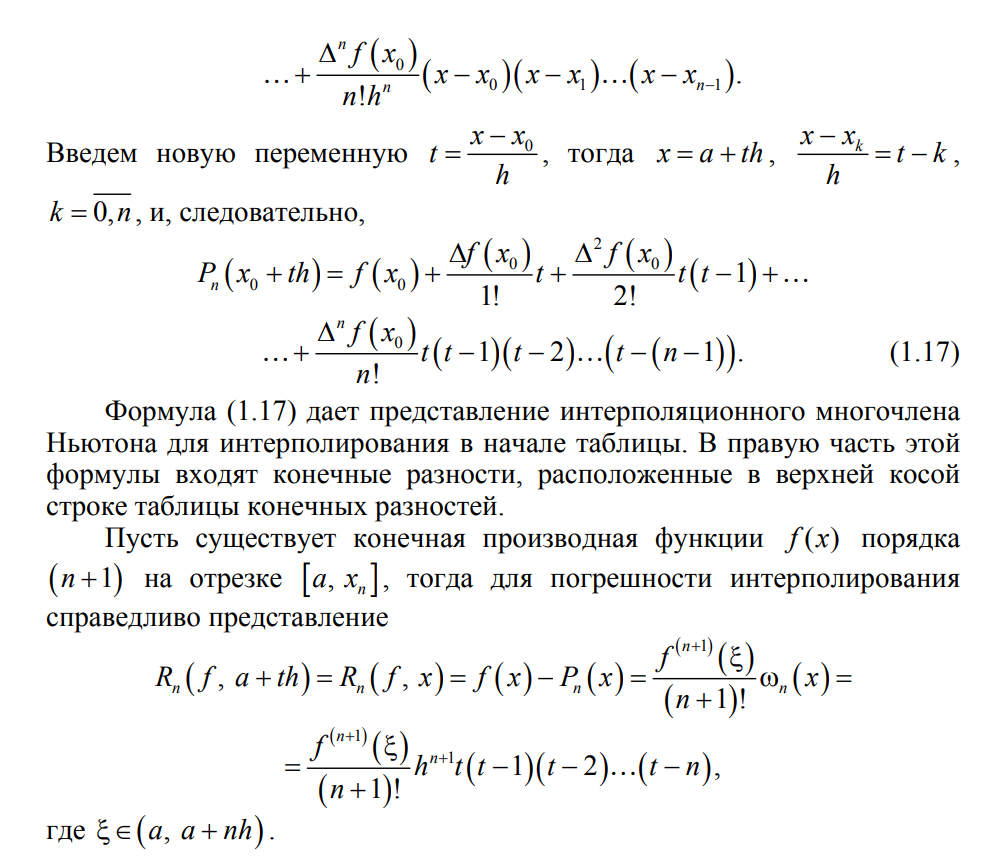 … + Δⁿf(x₀)/(n!hⁿ) (x − x₀)(x − x₁)…(x − xₙ₋₁).
Введем новую переменную t = (x − x₀)/h, тогда x = a + th, (x − xₖ)/h = t − k,
k = 0,n̅, и, следовательно,
Pₙ(x₀ + th) = f(x₀) + Δf(x₀)/1! t + Δ²f(x₀)/2! t(t − 1) + …
… + Δⁿf(x₀)/n! t(t − 1)(t − 2)…(t − (n − 1)). (1.17)
Формула (1.17) дает представление интерполяционного многочлена
Ньютона для интерполирования в начале таблицы. В правую часть этой
формулы входят конечные разности, расположенные в верхней косой
строке таблицы конечных разностей.
Пусть существует конечная производная функции f(x) порядка
(n + 1) на отрезке [a, xₙ], тогда для погрешности интерполирования
справедливо представление
Rₙ(f, a + th) = Rₙ(f, x) = f(x) − Pₙ(x) = f⁽ⁿ⁺¹⁾(ξ)/(n + 1)! ωₙ(x) =
= f⁽ⁿ⁺¹⁾(ξ)/(n + 1)! hⁿ⁺¹t(t − 1)(t − 2)…(t − n),
где ξ ∈ (a, a + nh).